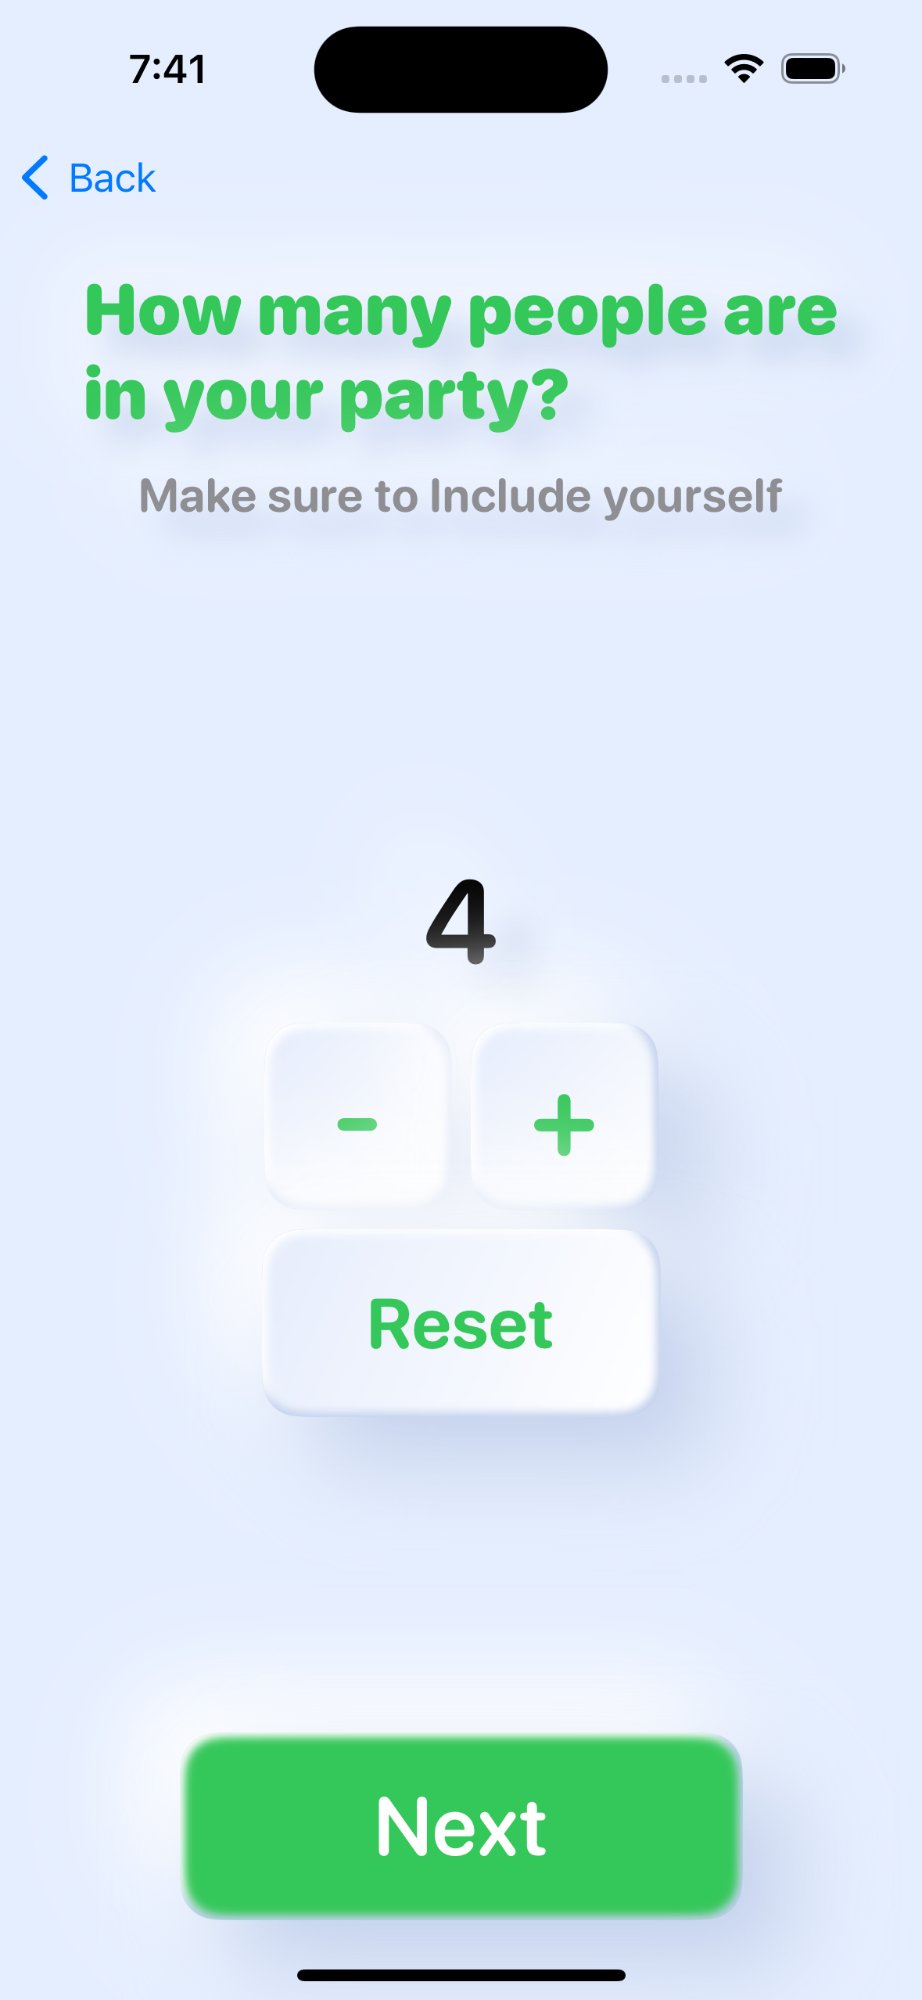 7:41
Back
How many people are
in your party?
Make sure to Include yourself
4
- +
Reset
Next